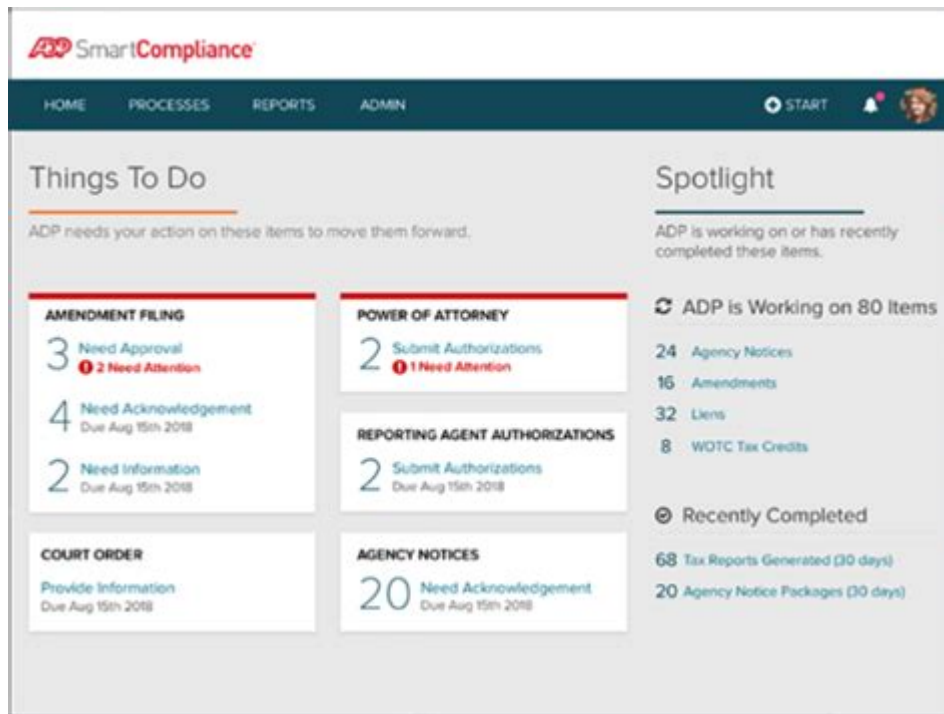 ADP SmartCompliance
HOME PROCESSES REPORTS ADMIN START
Things To Do
ADP needs your action on these items to move them forward.
AMENDMENT FILING
3 Need Approval
2 Need Attention
4 Need Acknowledgement
Due Aug 15th 2018
2 Need Information
Due Aug 15th 2018
POWER OF ATTORNEY
2 Submit Authorizations
1 Need Attention
REPORTING AGENT AUTHORIZATIONS
2 Submit Authorizations
Due Aug 15th 2018
COURT ORDER
Provide Information
Due Aug 15th 2018
AGENCY NOTICES
20 Need Acknowledgement
Due Aug 15th 2018
Spotlight
ADP is working on or has recently
completed these items.
ADP is Working on 80 Items
24 Agency Notices
16 Amendments
32 Liens
8 WOTC Tax Credits
Recently Completed
68 Tax Reports Generated (30 days)
20 Agency Notice Packages (30 days)